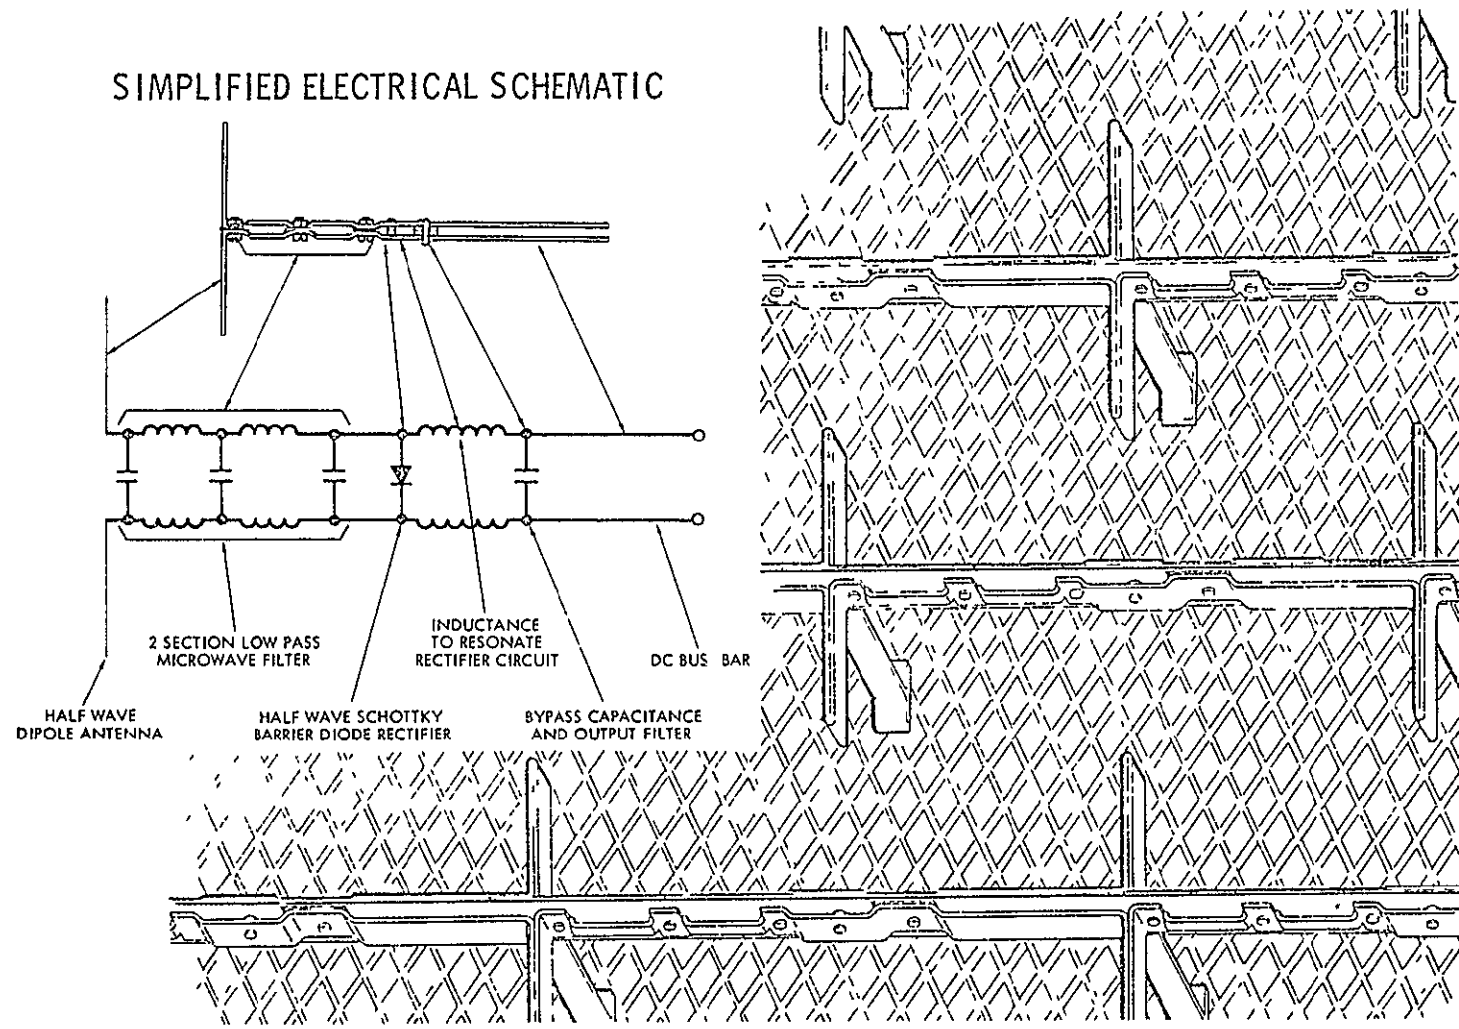 SIMPLIFIED ELECTRICAL SCHEMATIC
2 SECTION LOW PASS
MICROWAVE FILTER
INDUCTANCE
TO RESONATE
RECTIFIER CIRCUIT
DC BUS BAR
HALF WAVE
DIPOLE ANTENNA
HALF WAVE SCHOTTKY
BARRIER DIODE RECTIFIER
BYPASS CAPACITANCE
AND OUTPUT FILTER